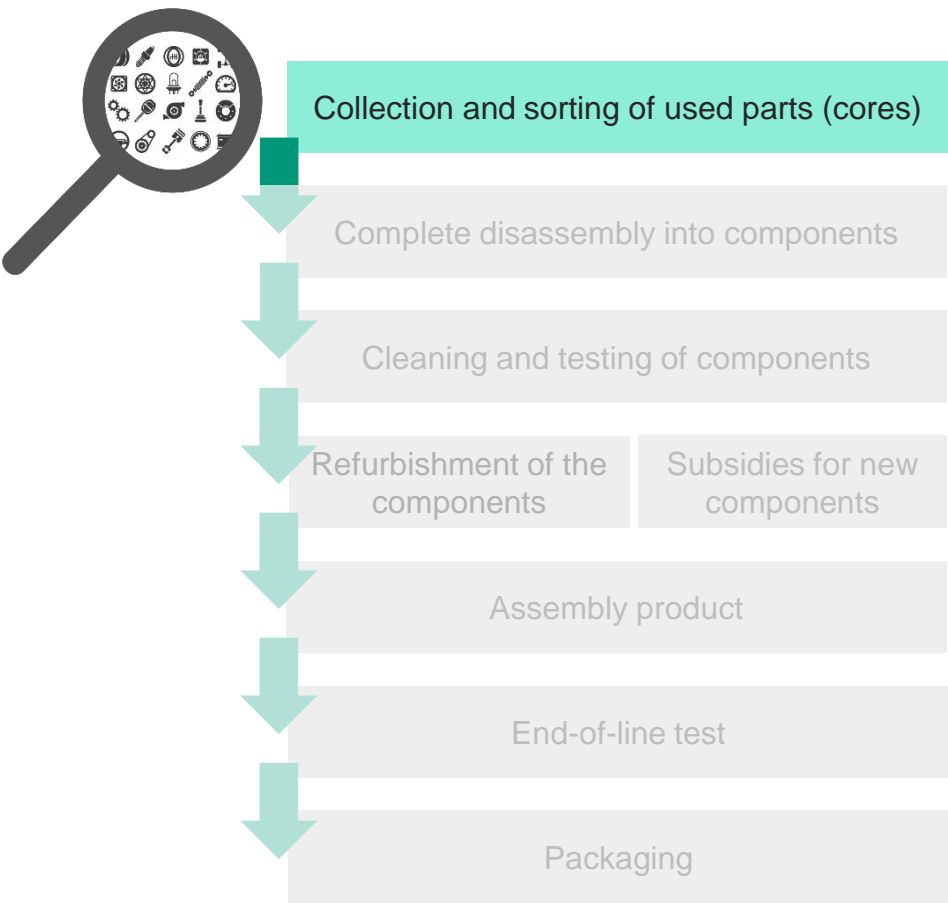 Collection and sorting of used parts (cores)
Complete disassembly into components
Cleaning and testing of components
Refurbishment of the
components
Subsidies for new
components
Assembly product
End-of-line test
Packaging